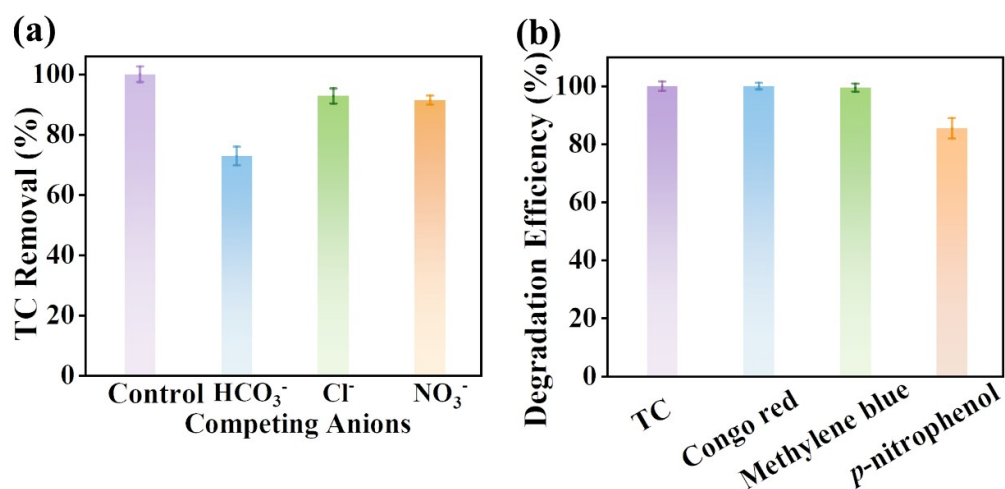 (a)
TC Removal (%)
100
80
60
40
20
0
Control HCO₃⁻ Cl⁻ NO₃⁻
Competing Anions
(b)
Degradation Efficiency (%)
100
80
60
40
20
0
TC
Congo red
Methylene blue
p-nitrophenol